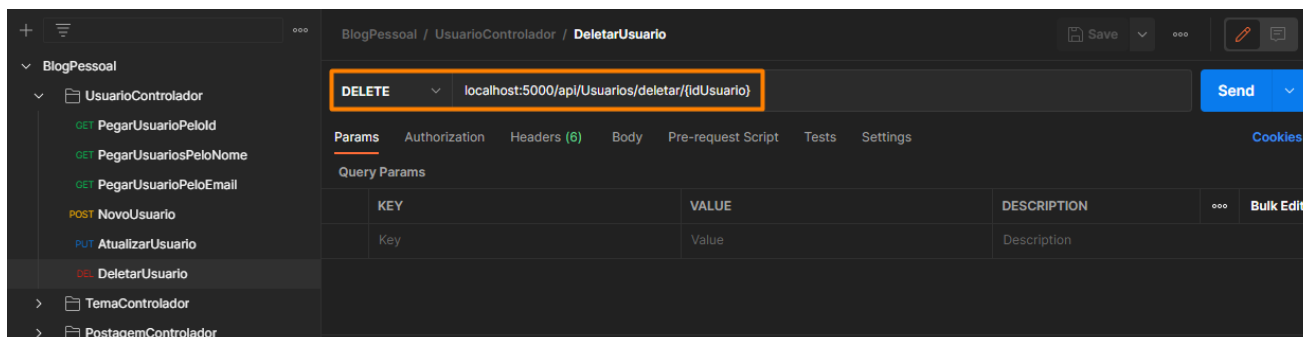 BlogPessoal / UsuarioControlador / DeletarUsuario
Save
BlogPessoal
UsuarioControlador
GET PegarUsuarioPeloId
GET PegarUsuariosPeloNome
GET PegarUsuarioPeloEmail
POST NovoUsuario
PUT AtualizarUsuario
DEL DeletarUsuario
TemaControlador
PostagemControlador
DELETE localhost:5000/api/Usuarios/deletar/{idUsuario}
Send
Params Authorization Headers (6) Body Pre-request Script Tests Settings Cookies
Query Params
KEY VALUE DESCRIPTION Bulk Edit
Key Value Description